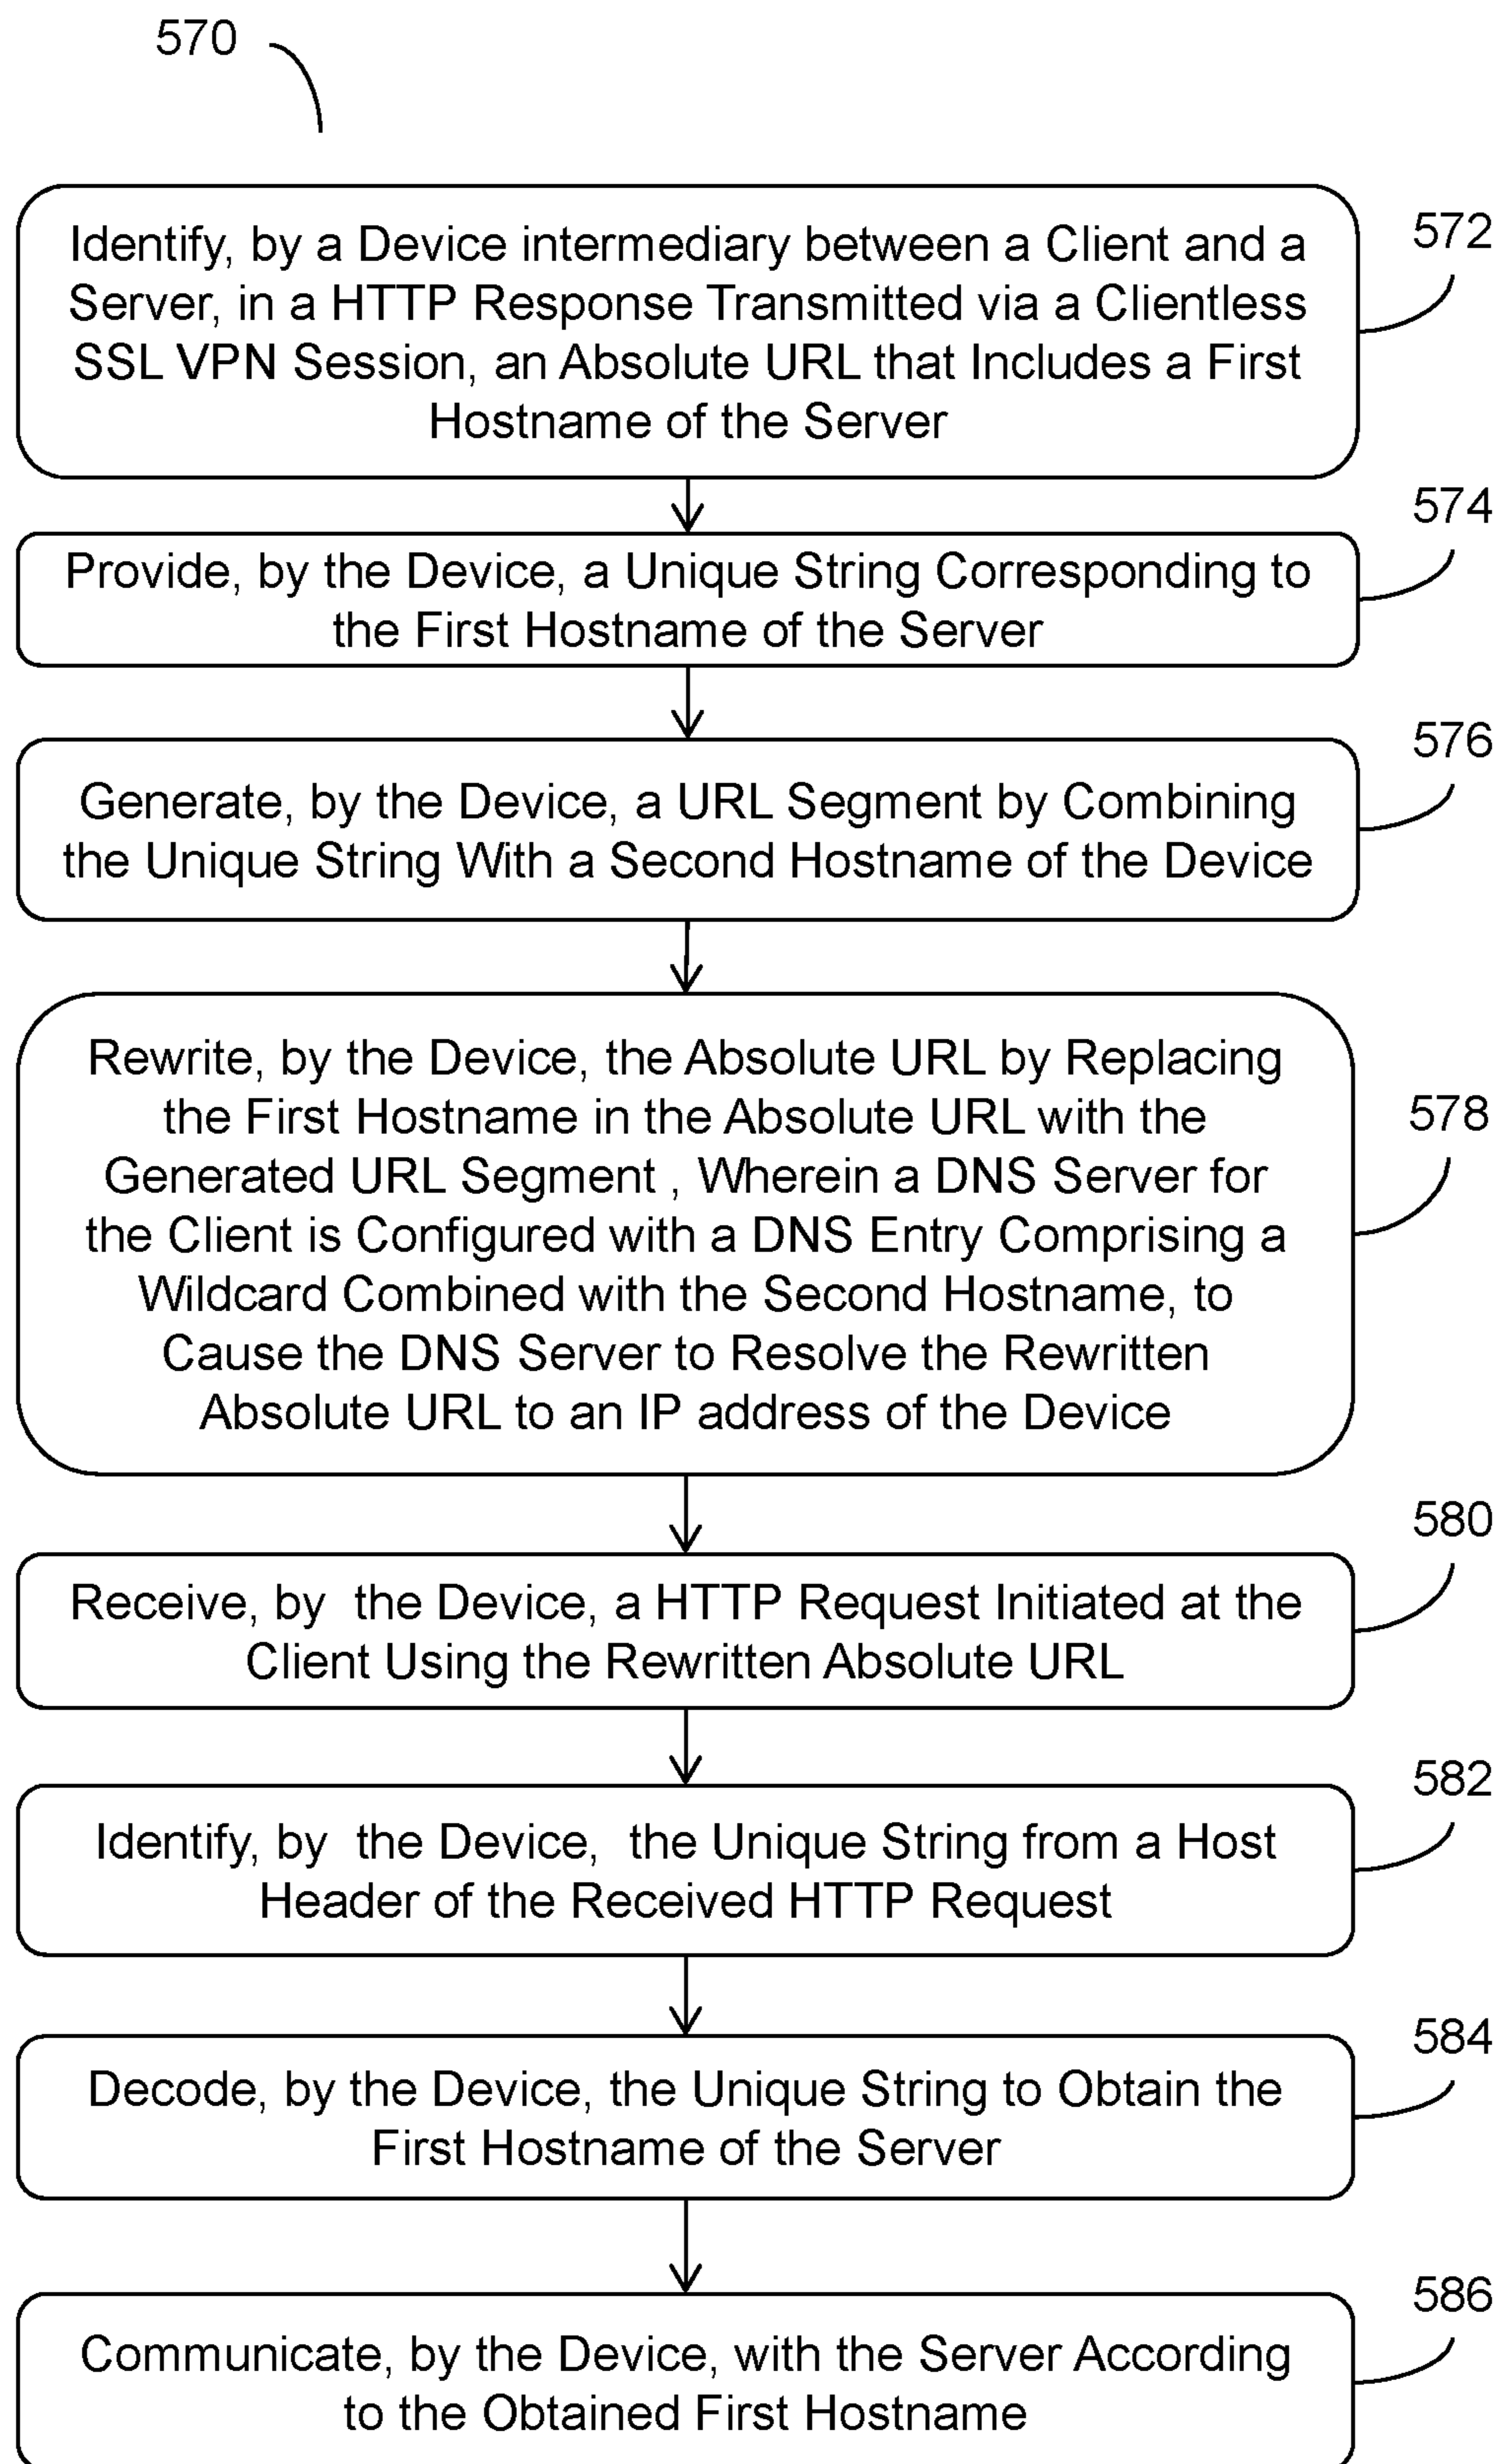 570
Identify, by a Device intermediary between a Client and a
Server, in a HTTP Response Transmitted via a Clientless
SSL VPN Session, an Absolute URL that Includes a First
Hostname of the Server
572
Provide, by the Device, a Unique String Corresponding to
the First Hostname of the Server
574
Generate, by the Device, a URL Segment by Combining
the Unique String With a Second Hostname of the Device
576
Rewrite, by the Device, the Absolute URL by Replacing
the First Hostname in the Absolute URL with the
Generated URL Segment , Wherein a DNS Server for
the Client is Configured with a DNS Entry Comprising a
Wildcard Combined with the Second Hostname, to
Cause the DNS Server to Resolve the Rewritten
Absolute URL to an IP address of the Device
578
Receive, by the Device, a HTTP Request Initiated at the
Client Using the Rewritten Absolute URL
580
Identify, by the Device, the Unique String from a Host
Header of the Received HTTP Request
582
Decode, by the Device, the Unique String to Obtain the
First Hostname of the Server
584
Communicate, by the Device, with the Server According
to the Obtained First Hostname
586